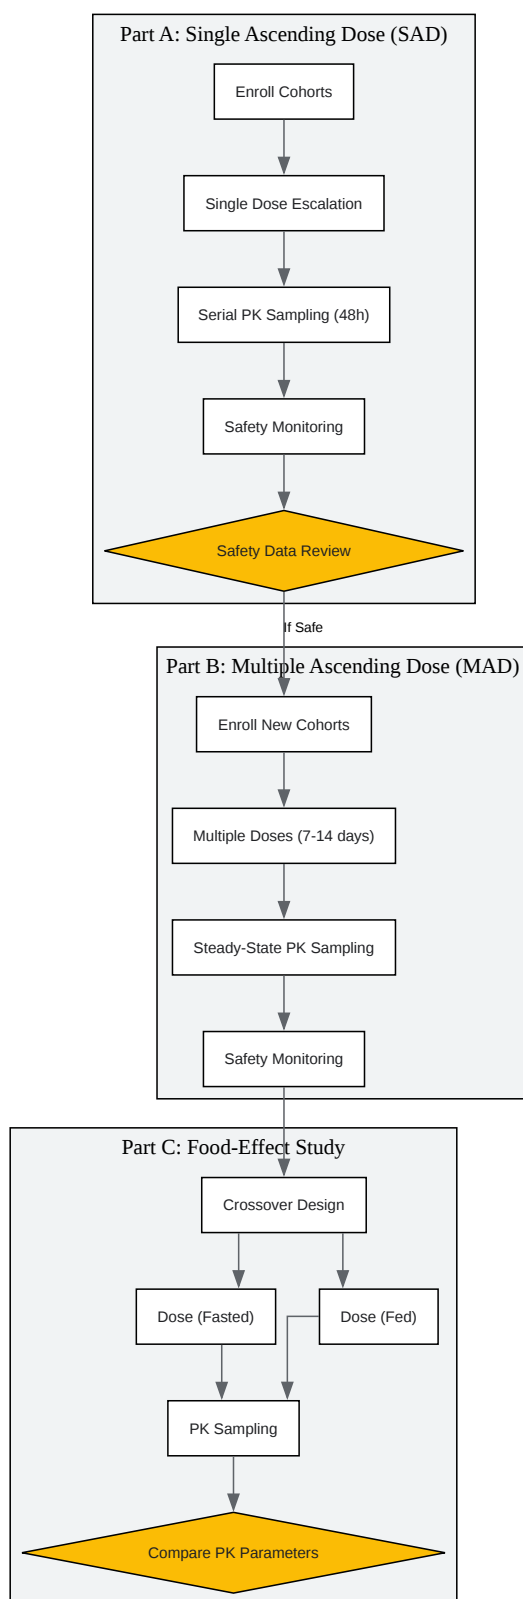 Part A: Single Ascending Dose (SAD)
Enroll Cohorts
Single Dose Escalation
Serial PK Sampling (48h)
Safety Monitoring
Safety Data Review
If Safe
Part B: Multiple Ascending Dose (MAD)
Enroll New Cohorts
Multiple Doses (7-14 days)
Steady-State PK Sampling
Safety Monitoring
Part C: Food-Effect Study
Crossover Design
Dose (Fasted)
Dose (Fed)
PK Sampling
Compare PK Parameters